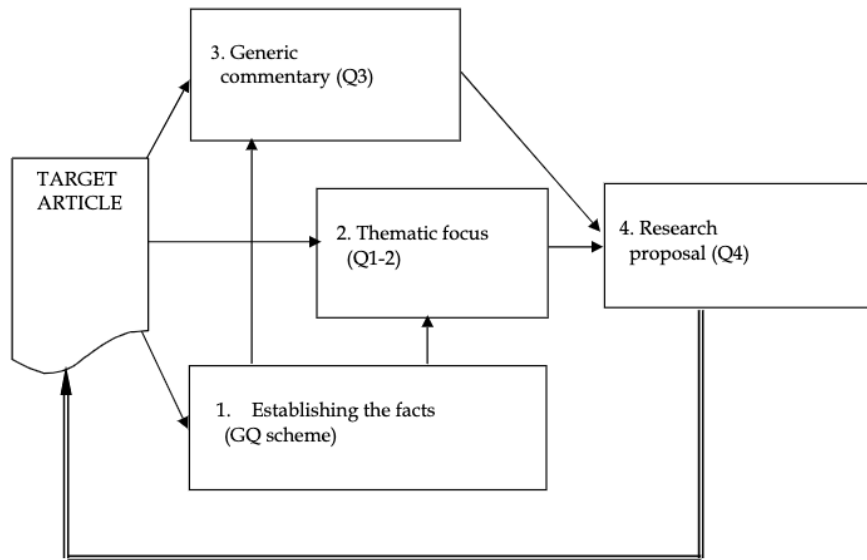 3. Generic
commentary (Q3)
TARGET
ARTICLE
2. Thematic focus
(Q1-2)
4. Research
proposal (Q4)
1. Establishing the facts
(GQ scheme)